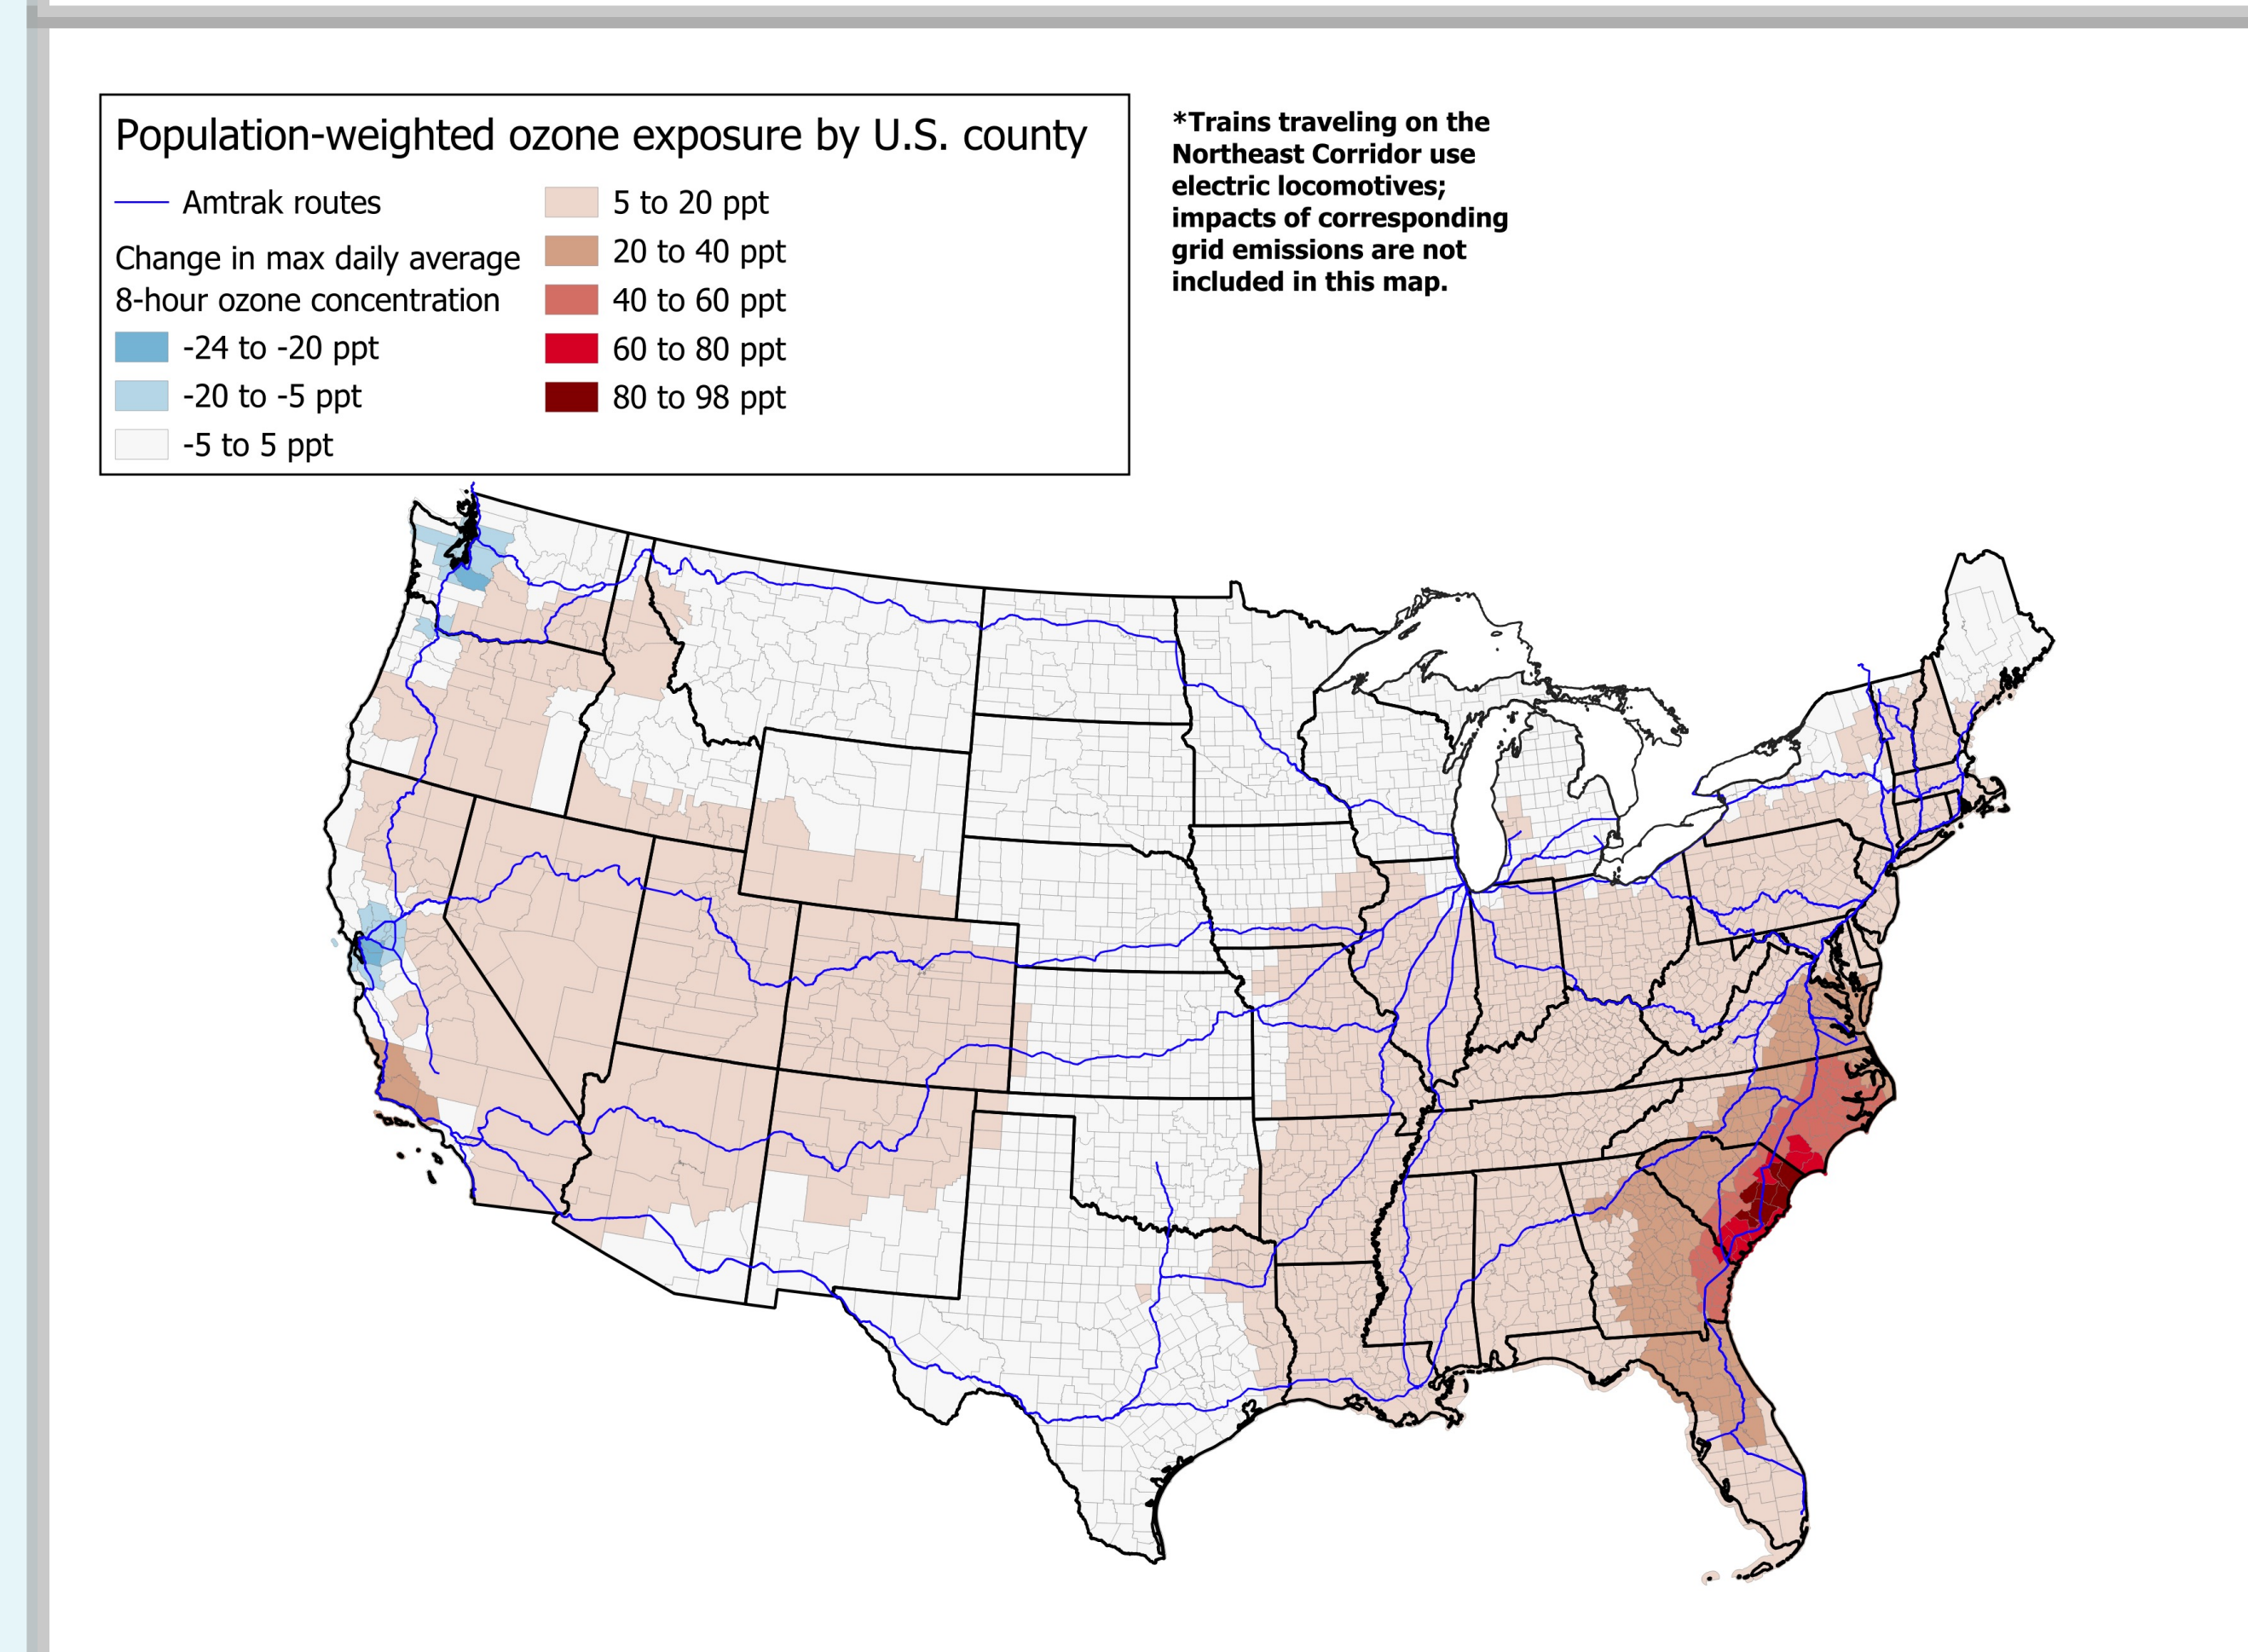 Population-weighted ozone exposure by U.S. county
Amtrak routes
Change in max daily average
8-hour ozone concentration
-24 to -20 ppt
-20 to -5 ppt
-5 to 5 ppt
5 to 20 ppt
20 to 40 ppt
40 to 60 ppt
60 to 80 ppt
80 to 98 ppt
*Trains traveling on the
Northeast Corridor use
electric locomotives;
impacts of corresponding
grid emissions are not
included in this map.